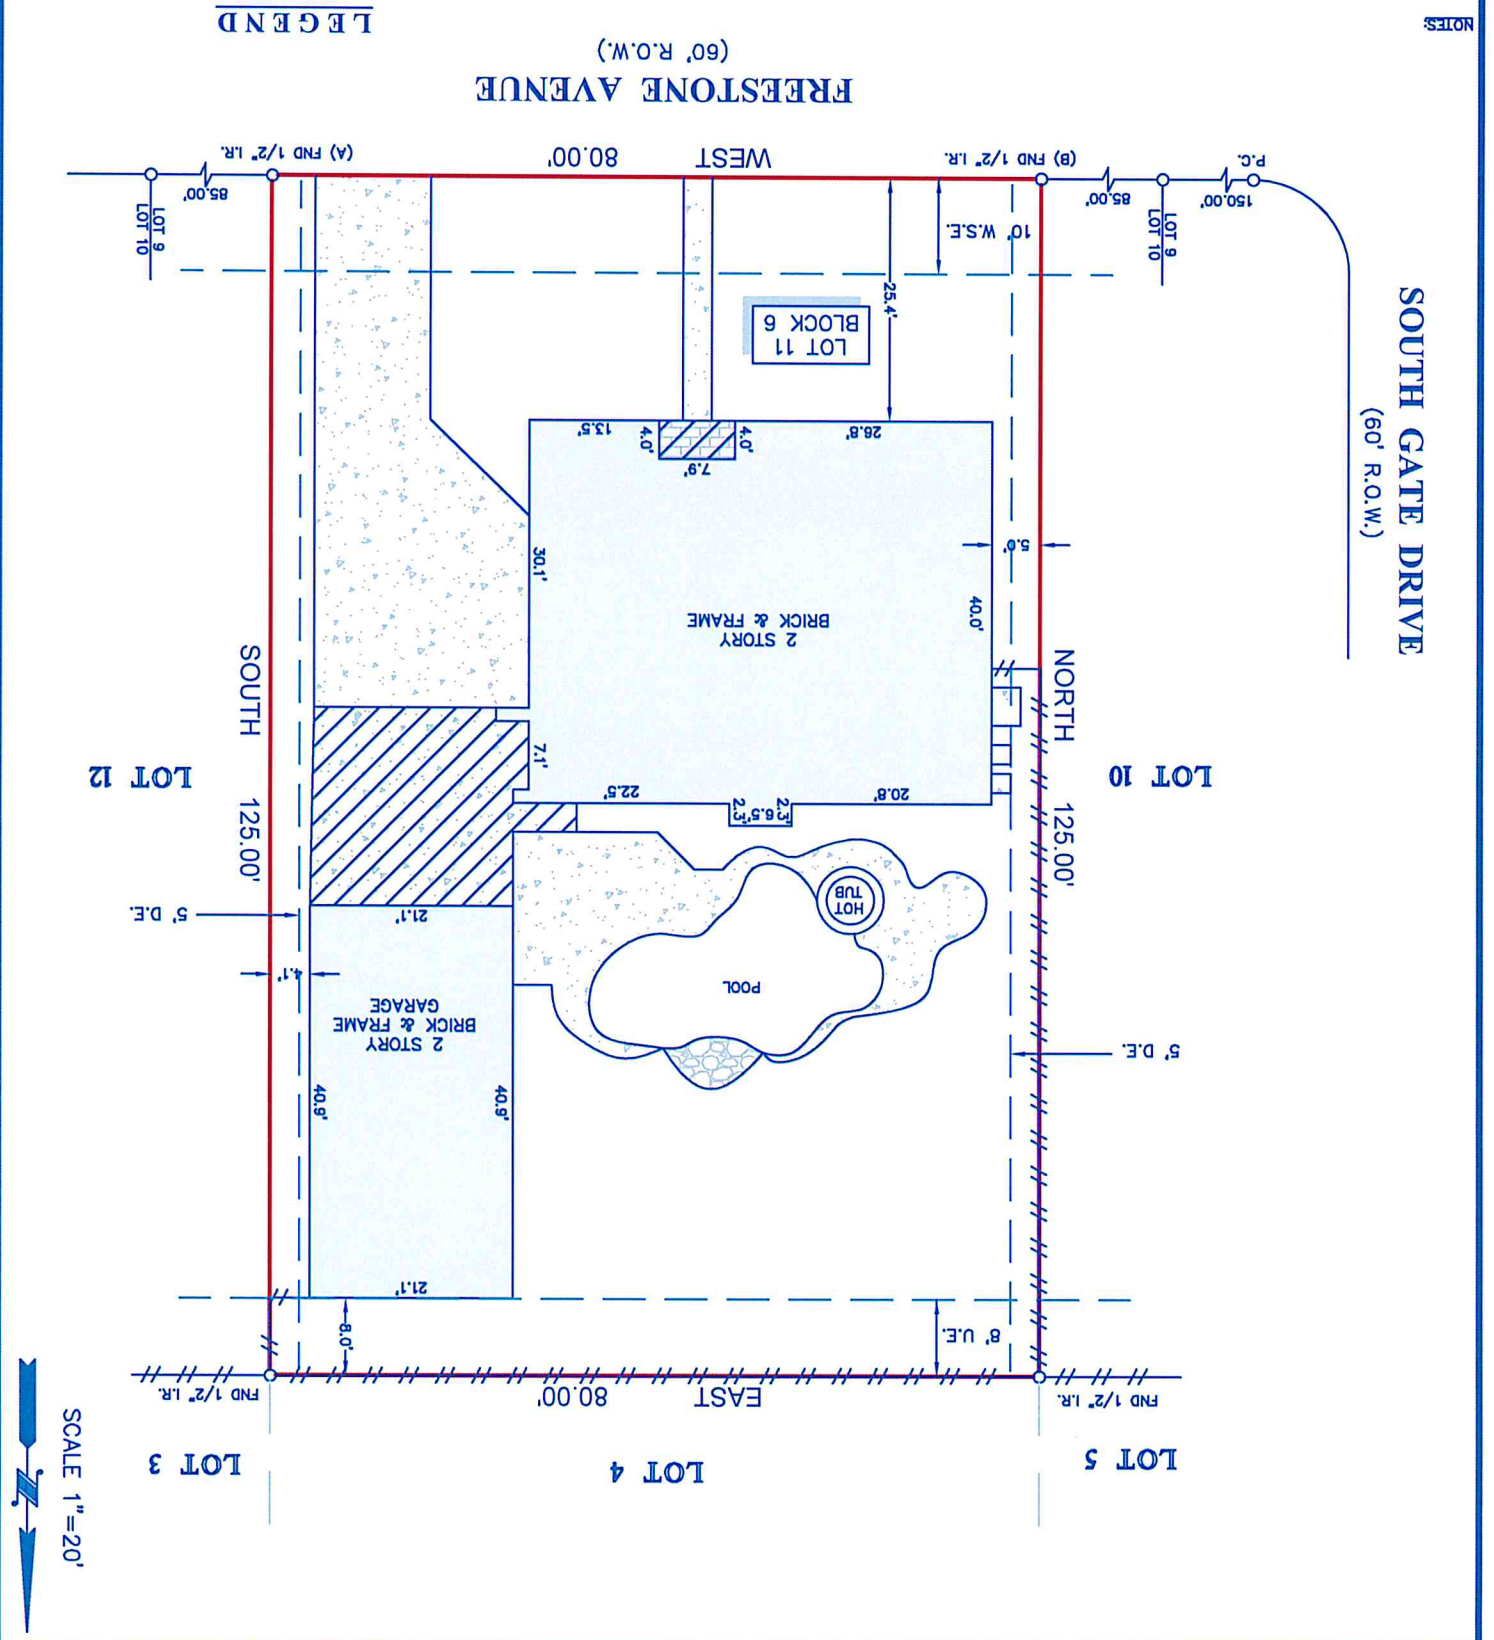 SCALE 1"=20'
LOT 5
LOT 4
LOT 3
FND 1/2" I.R.
EAST
80.00'
FND 1/2" I.R.
8' U.E.
8.0'
21.1'
40.9'
40.9'
2 STORY
BRICK & FRAME
GARAGE
21.1'
5' D.E.
5' D.E.
4.1'
POOL
HOT
TUB
LOT 10
NORTH 125.00'
LOT 12
SOUTH 125.00'
20.8'
2.3'
6.5'
2.3'
22.5'
7.1'
2 STORY
BRICK & FRAME
40.0'
30.1'
5.0'
26.8'
4.0'
7.9'
4.0'
13.5'
LOT 11
BLOCK 6
25.4'
10' W.S.E.
SOUTH GATE DRIVE
(60' R.O.W.)
P.C.
150.00'
LOT 9
LOT 10
85.00'
(B) FND 1/2" I.R.
WEST
80.00'
(A) FND 1/2" I.R.
85.00'
LOT 9
LOT 10
FREESTONE AVENUE
(60' R.O.W.)
NOTES:
LEGEND